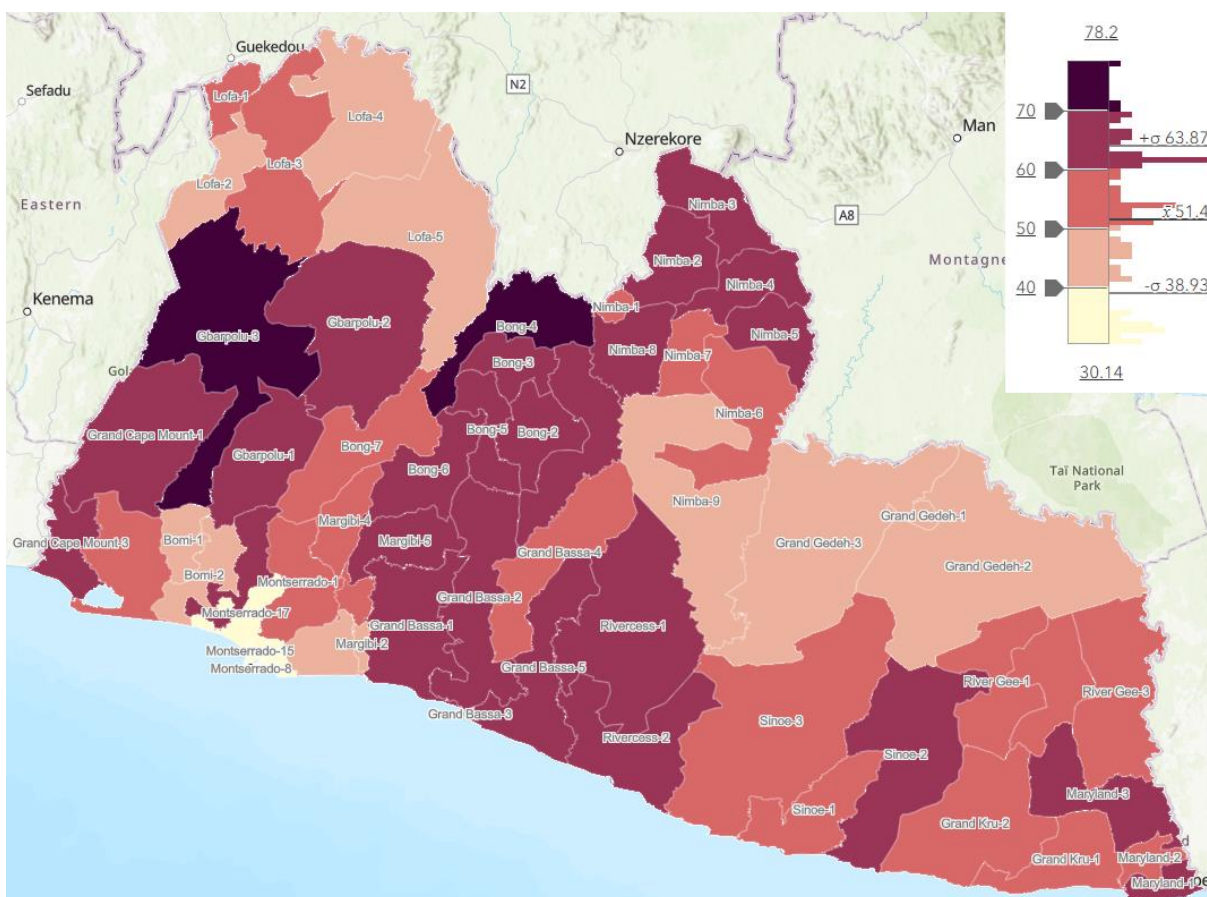 Guekedou
Sefadu
N2
Nzerekore
Man
A8
Eastern
Montagne
Kenema
Gol
Taï National
Park
Lofa-1
Lofa-4
Lofa-3
Lofa-2
Lofa-5
Nimba-3
Nimba-2
Nimba-4
Nimba-1
Nimba-5
Nimba-8
Nimba-7
Nimba-6
Nimba-9
Gbarpolu-3
Gbarpolu-2
Gbarpolu-1
Bong-4
Bong-3
Bong-5
Bong-2
Bong-7
Bong-6
Grand Cape Mount-1
Grand Cape Mount-3
Bomi-1
Bomi-2
Margibi-4
Margibi-5
Montserrado-1
Montserrado-17
Montserrado-15
Montserrado-8
Margibi-2
Grand Bassa-4
Grand Bassa-2
Grand Bassa-1
Grand Bassa-5
Grand Bassa-3
Rivercess-1
Rivercess-2
Grand Gedeh-1
Grand Gedeh-3
Grand Gedeh-2
River Gee-1
River Gee-3
Sinoe-3
Sinoe-2
Sinoe-1
Grand Kru-2
Grand Kru-1
Maryland-3
Maryland-2
Maryland-1
78.2
70
+σ 63.87
60
x̄ 51.4
50
40
-σ 38.93
30.14